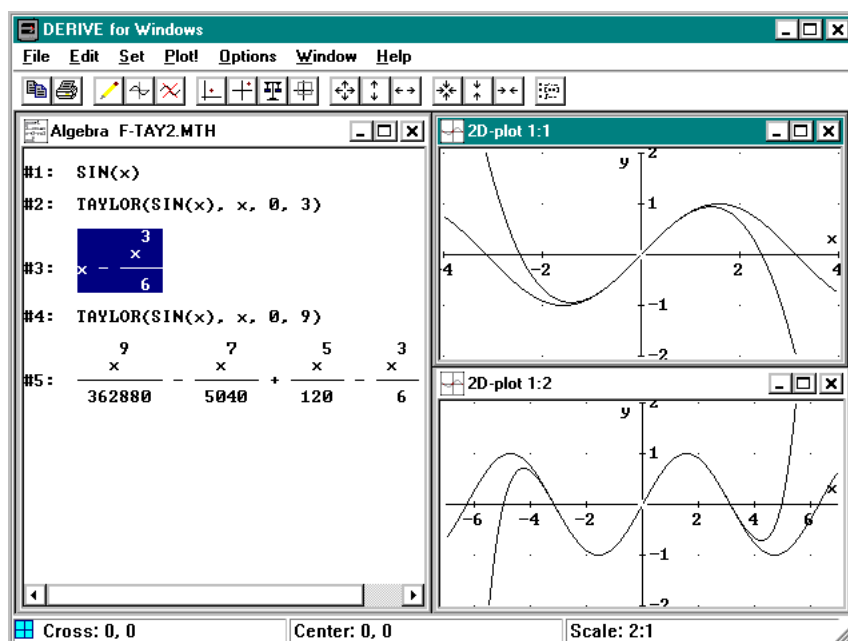 DERIVE for Windows
File Edit Set Plot! Options Window Help
Algebra F-TAY2.MTH
#1: SIN(x)
#2: TAYLOR(SIN(x), x, 0, 3)
3
x
#3: x - ———
6
#4: TAYLOR(SIN(x), x, 0, 9)
9 7 5 3
x x x x
#5: ——— - ——— + ——— - ———
362880 5040 120 6
2D-plot 1:1
y 2
1
x
-4 -2 2 4
-1
-2
2D-plot 1:2
y 2
1
x
-6 -4 -2 2 4 6
-1
-2
Cross: 0, 0 Center: 0, 0 Scale: 2:1